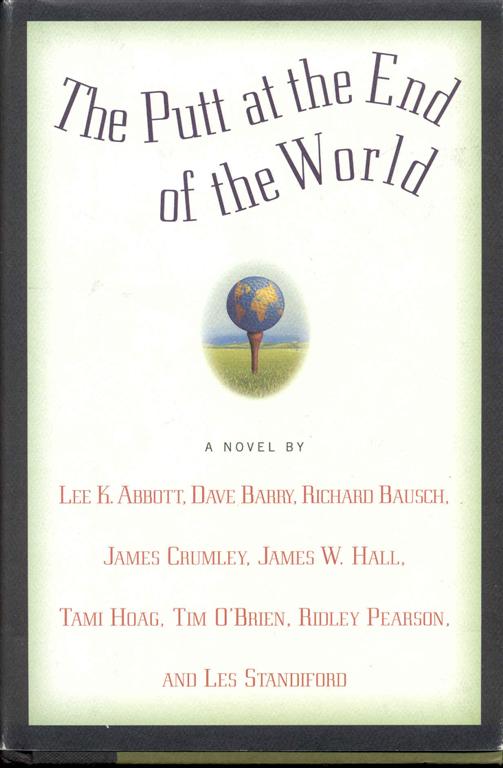 The Putt at the End
of the World
A NOVEL BY
LEE K. ABBOTT, DAVE BARRY, RICHARD BAUSCH,
JAMES CRUMLEY, JAMES W. HALL,
TAMI HOAG, TIM O'BRIEN, RIDLEY PEARSON,
AND LES STANDIFORD